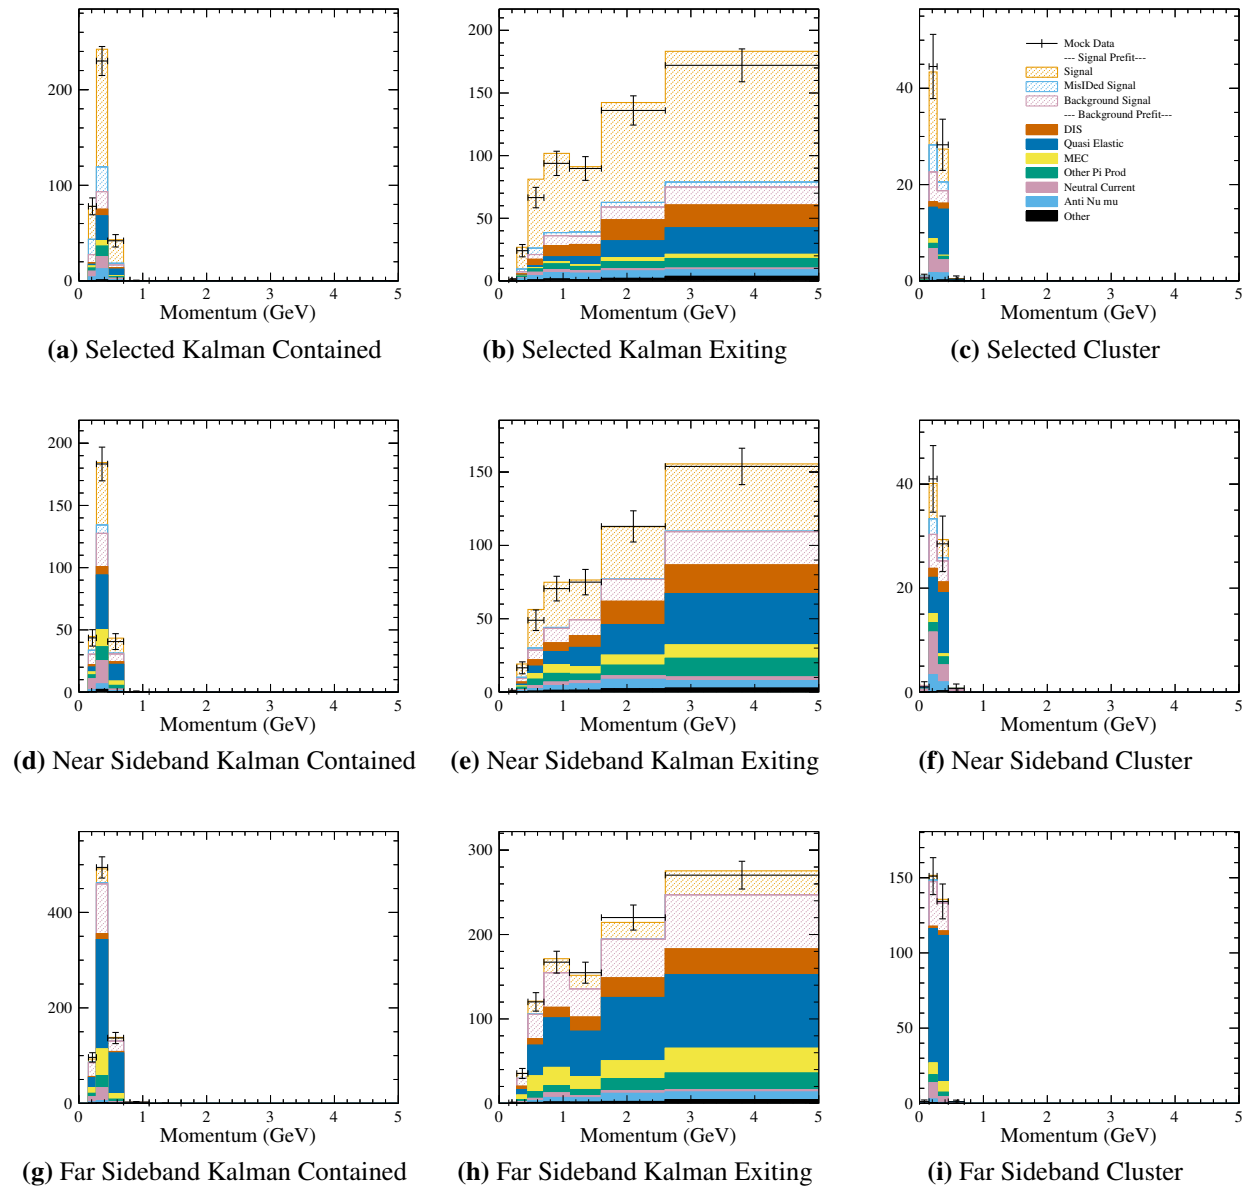 200
100
0
0 1 2 3 4 5
Momentum (GeV)
(a) Selected Kalman Contained
200
150
100
50
0
0 1 2 3 4 5
Momentum (GeV)
(b) Selected Kalman Exiting
40
20
0
0 1 2 3 4 5
Momentum (GeV)
Mock Data
--- Signal Prefit---
Signal
MisIDed Signal
Background Signal
--- Background Prefit---
DIS
Quasi Elastic
MEC
Other Pi Prod
Neutral Current
Anti Nu mu
Other
(c) Selected Cluster
200
150
100
50
0
0 1 2 3 4 5
Momentum (GeV)
(d) Near Sideband Kalman Contained
150
100
50
0
0 1 2 3 4 5
Momentum (GeV)
(e) Near Sideband Kalman Exiting
40
20
0
0 1 2 3 4 5
Momentum (GeV)
(f) Near Sideband Cluster
400
200
0
0 1 2 3 4 5
Momentum (GeV)
(g) Far Sideband Kalman Contained
300
200
100
0
0 1 2 3 4 5
Momentum (GeV)
(h) Far Sideband Kalman Exiting
150
100
50
0
0 1 2 3 4 5
Momentum (GeV)
(i) Far Sideband Cluster